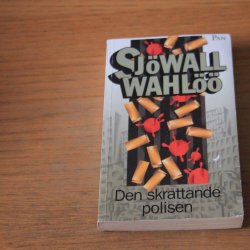 PAN
SJÖWALL
WAHLÖÖ
Den skrattande
polisen